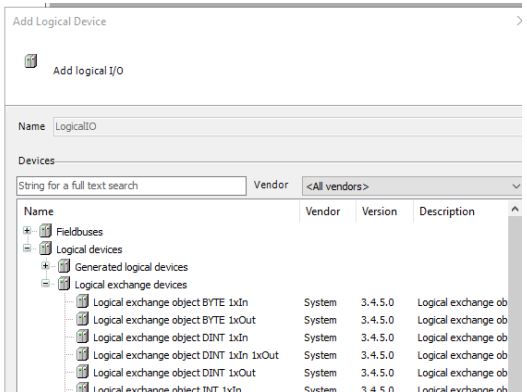 Add Logical Device
Add logical I/O
Name LogicalIO
Devices
String for a full text search Vendor <All vendors>
Name Vendor Version Description
Fieldbuses
Logical devices
Generated logical devices
Logical exchange devices
Logical exchange object BYTE 1xIn System 3.4.5.0 Logical exchange ob
Logical exchange object BYTE 1xOut System 3.4.5.0 Logical exchange ob
Logical exchange object DINT 1xIn System 3.4.5.0 Logical exchange ob
Logical exchange object DINT 1xIn 1xOut System 3.4.5.0 Logical exchange ob
Logical exchange object DINT 1xOut System 3.4.5.0 Logical exchange ob
Logical exchange object INT 1xIn System 3.4.5.0 Logical exchange ob